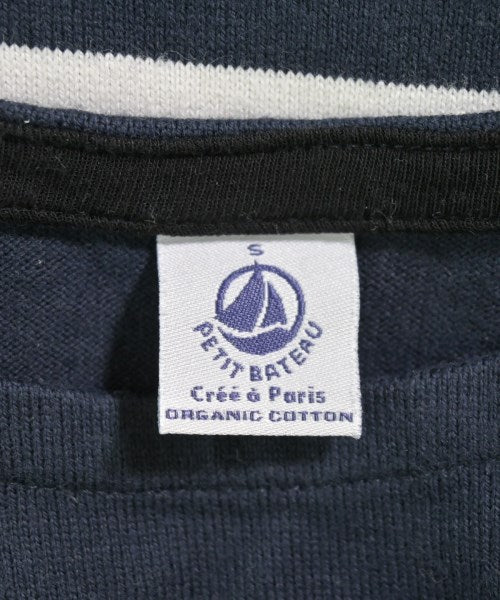 S
PETIT BATEAU
Créé à Paris
ORGANIC COTTON